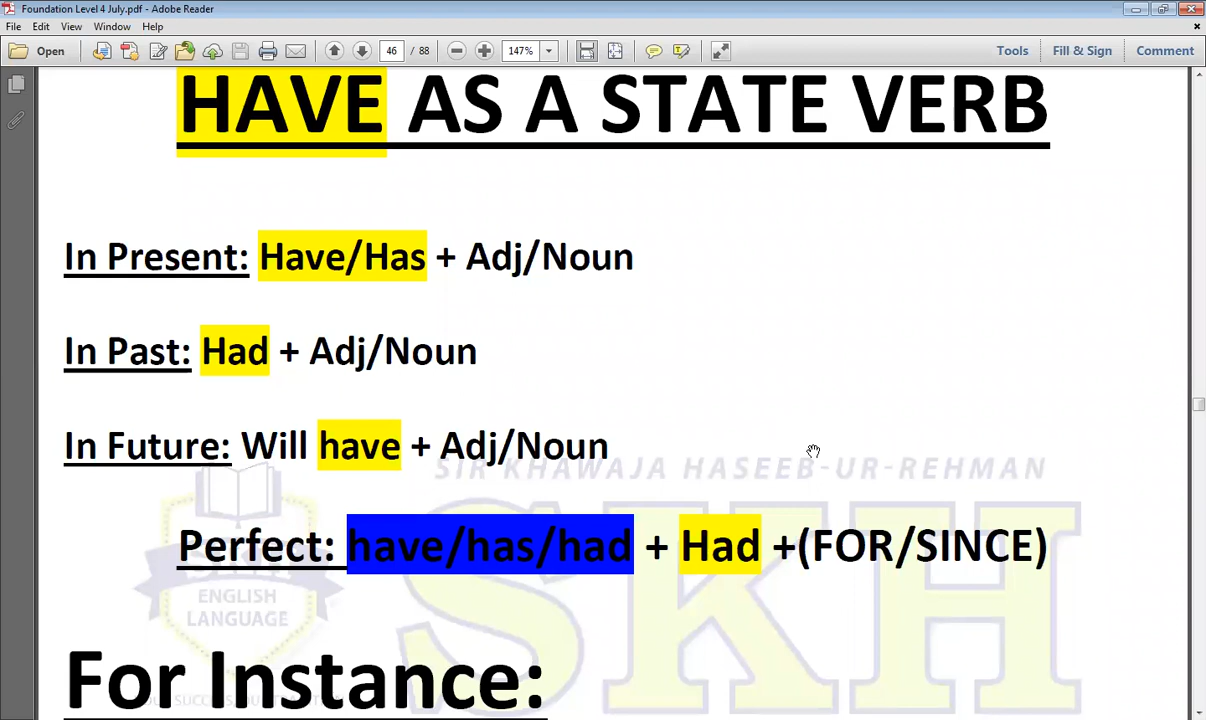 Foundation Level 4 July.pdf - Adobe Reader
File Edit View Window Help
Open 46 / 88 147% Tools Fill & Sign Comment
HAVE AS A STATE VERB
In Present: Have/Has + Adj/Noun
In Past: Had + Adj/Noun
In Future: Will have + Adj/Noun
SIR KHAWAJA HASEEB-UR-REHMAN
Perfect: have/has/had + Had +(FOR/SINCE)
SKH
ENGLISH
LANGUAGE
For Instance: